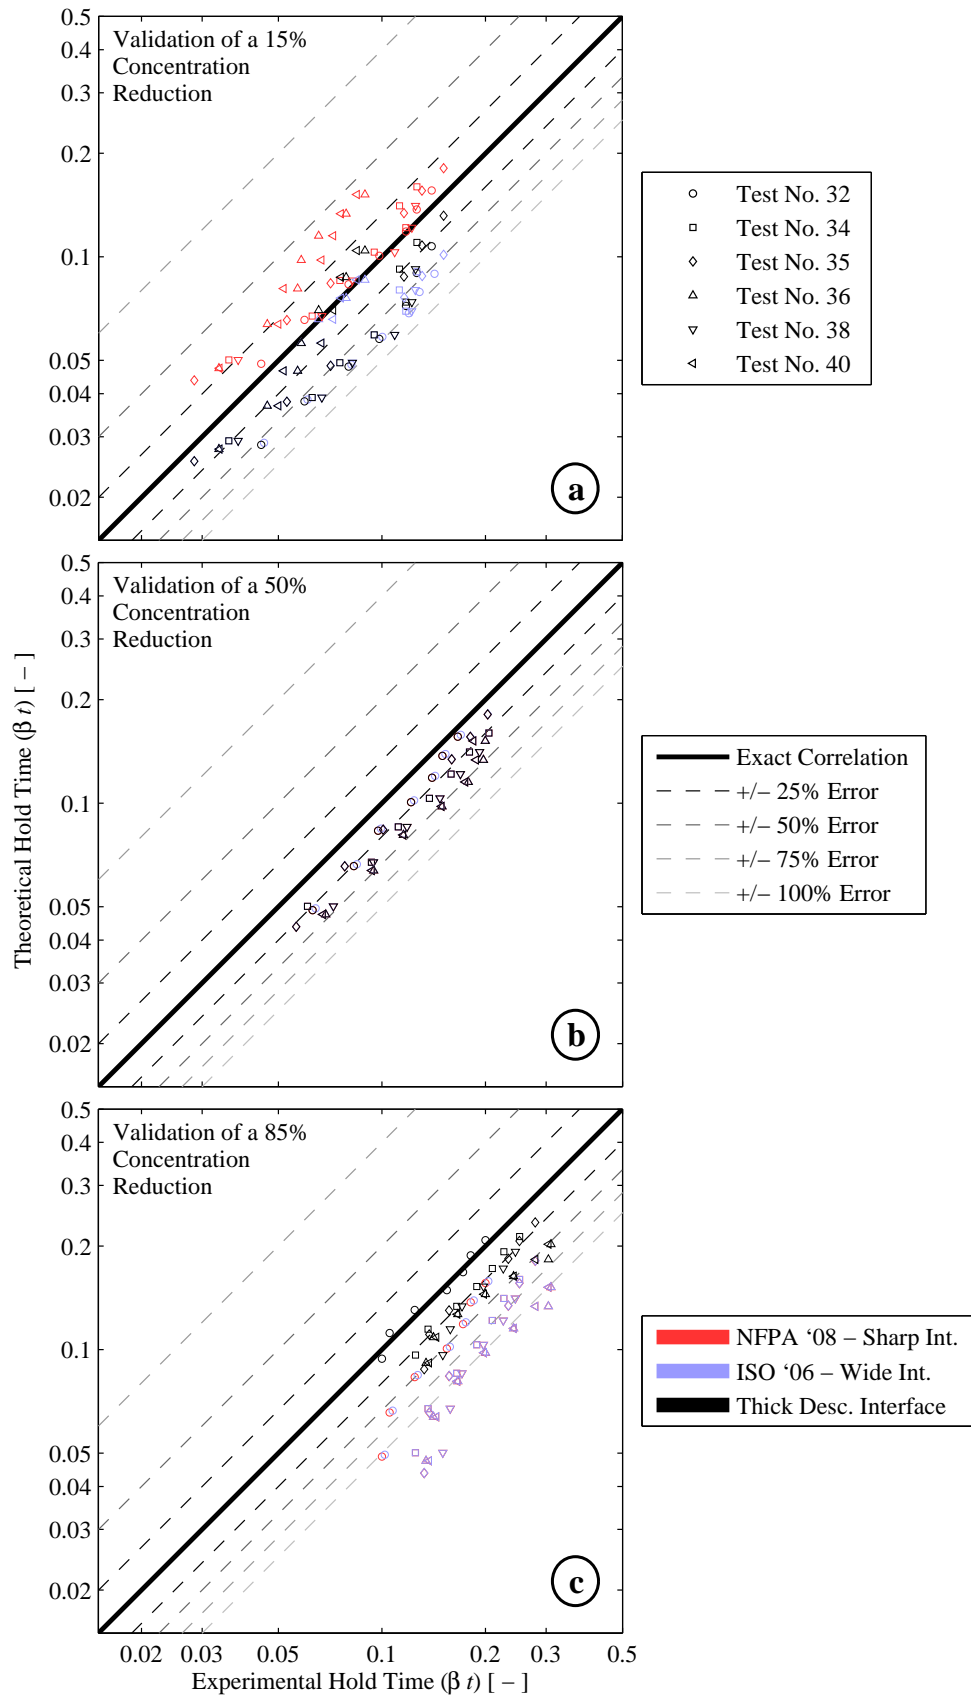 0.5
0.4
0.3
0.2
0.1
0.05
0.04
0.03
0.02
Validation of a 15%
Concentration
Reduction
a
Test No. 32
Test No. 34
Test No. 35
Test No. 36
Test No. 38
Test No. 40
Theoretical Hold Time (β t) [ − ]
0.5
0.4
0.3
0.2
0.1
0.05
0.04
0.03
0.02
Validation of a 50%
Concentration
Reduction
b
Exact Correlation
+/− 25% Error
+/− 50% Error
+/− 75% Error
+/− 100% Error
0.5
0.4
0.3
0.2
0.1
0.05
0.04
0.03
0.02
Validation of a 85%
Concentration
Reduction
c
NFPA ‘08 − Sharp Int.
ISO ‘06 − Wide Int.
Thick Desc. Interface
0.02 0.03 0.05 0.1 0.2 0.3 0.5
Experimental Hold Time (β t) [ − ]